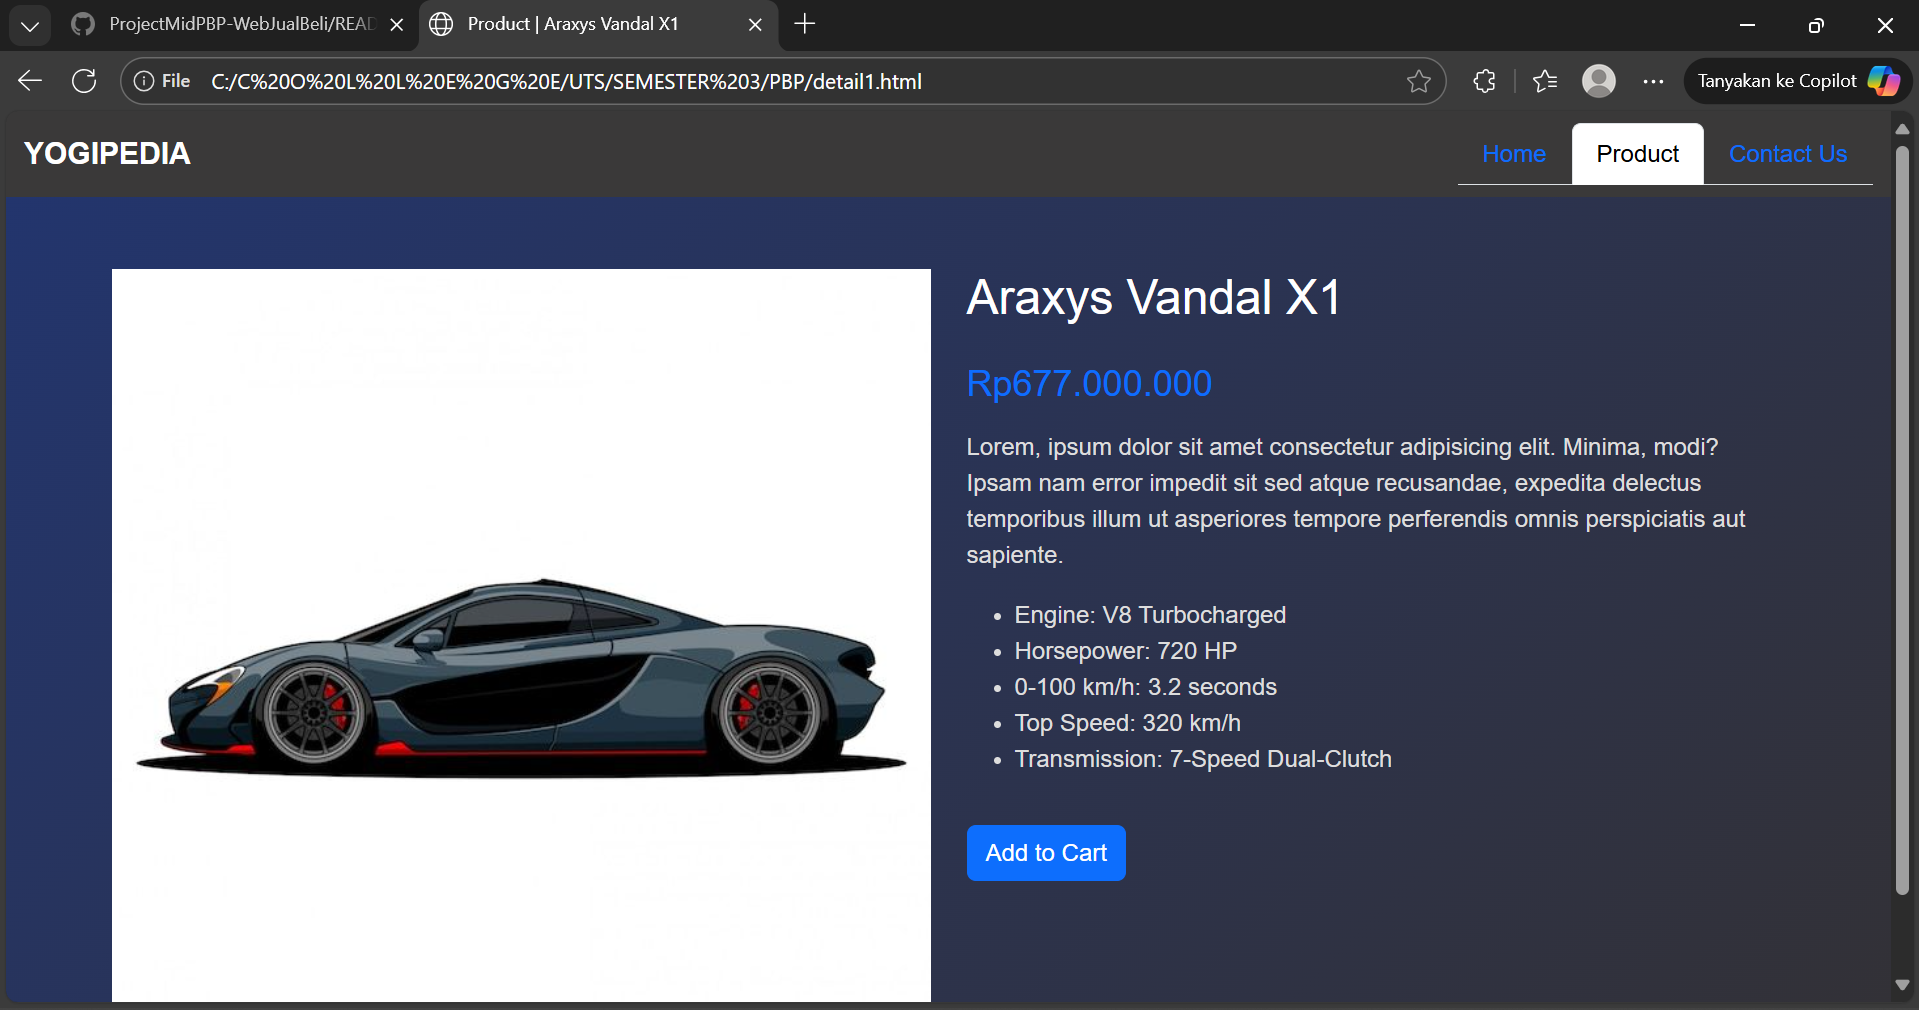 ProjectMidPBP-WebJualBeli/READ
Product | Araxys Vandal X1
File
C:/C%20O%20L%20L%20E%20G%20E/UTS/SEMESTER%203/PBP/detail1.html
Tanyakan ke Copilot
YOGIPEDIA
Home
Product
Contact Us
Araxys Vandal X1
Rp677.000.000
Lorem, ipsum dolor sit amet consectetur adipisicing elit. Minima, modi?
Ipsam nam error impedit sit sed atque recusandae, expedita delectus
temporibus illum ut asperiores tempore perferendis omnis perspiciatis aut
sapiente.
• Engine: V8 Turbocharged
• Horsepower: 720 HP
• 0-100 km/h: 3.2 seconds
• Top Speed: 320 km/h
• Transmission: 7-Speed Dual-Clutch
Add to Cart